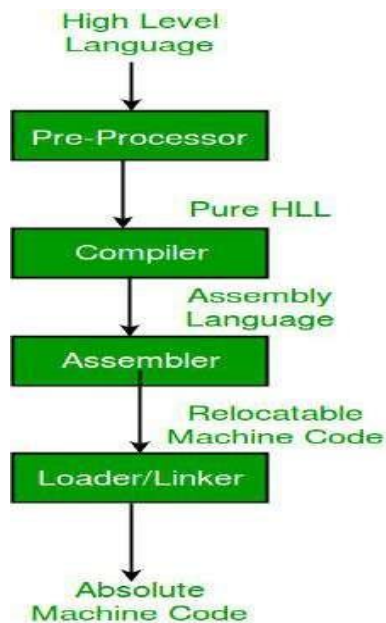 High Level
Language
Pre-Processor
Pure HLL
Compiler
Assembly
Language
Assembler
Relocatable
Machine Code
Loader/Linker
Absolute
Machine Code